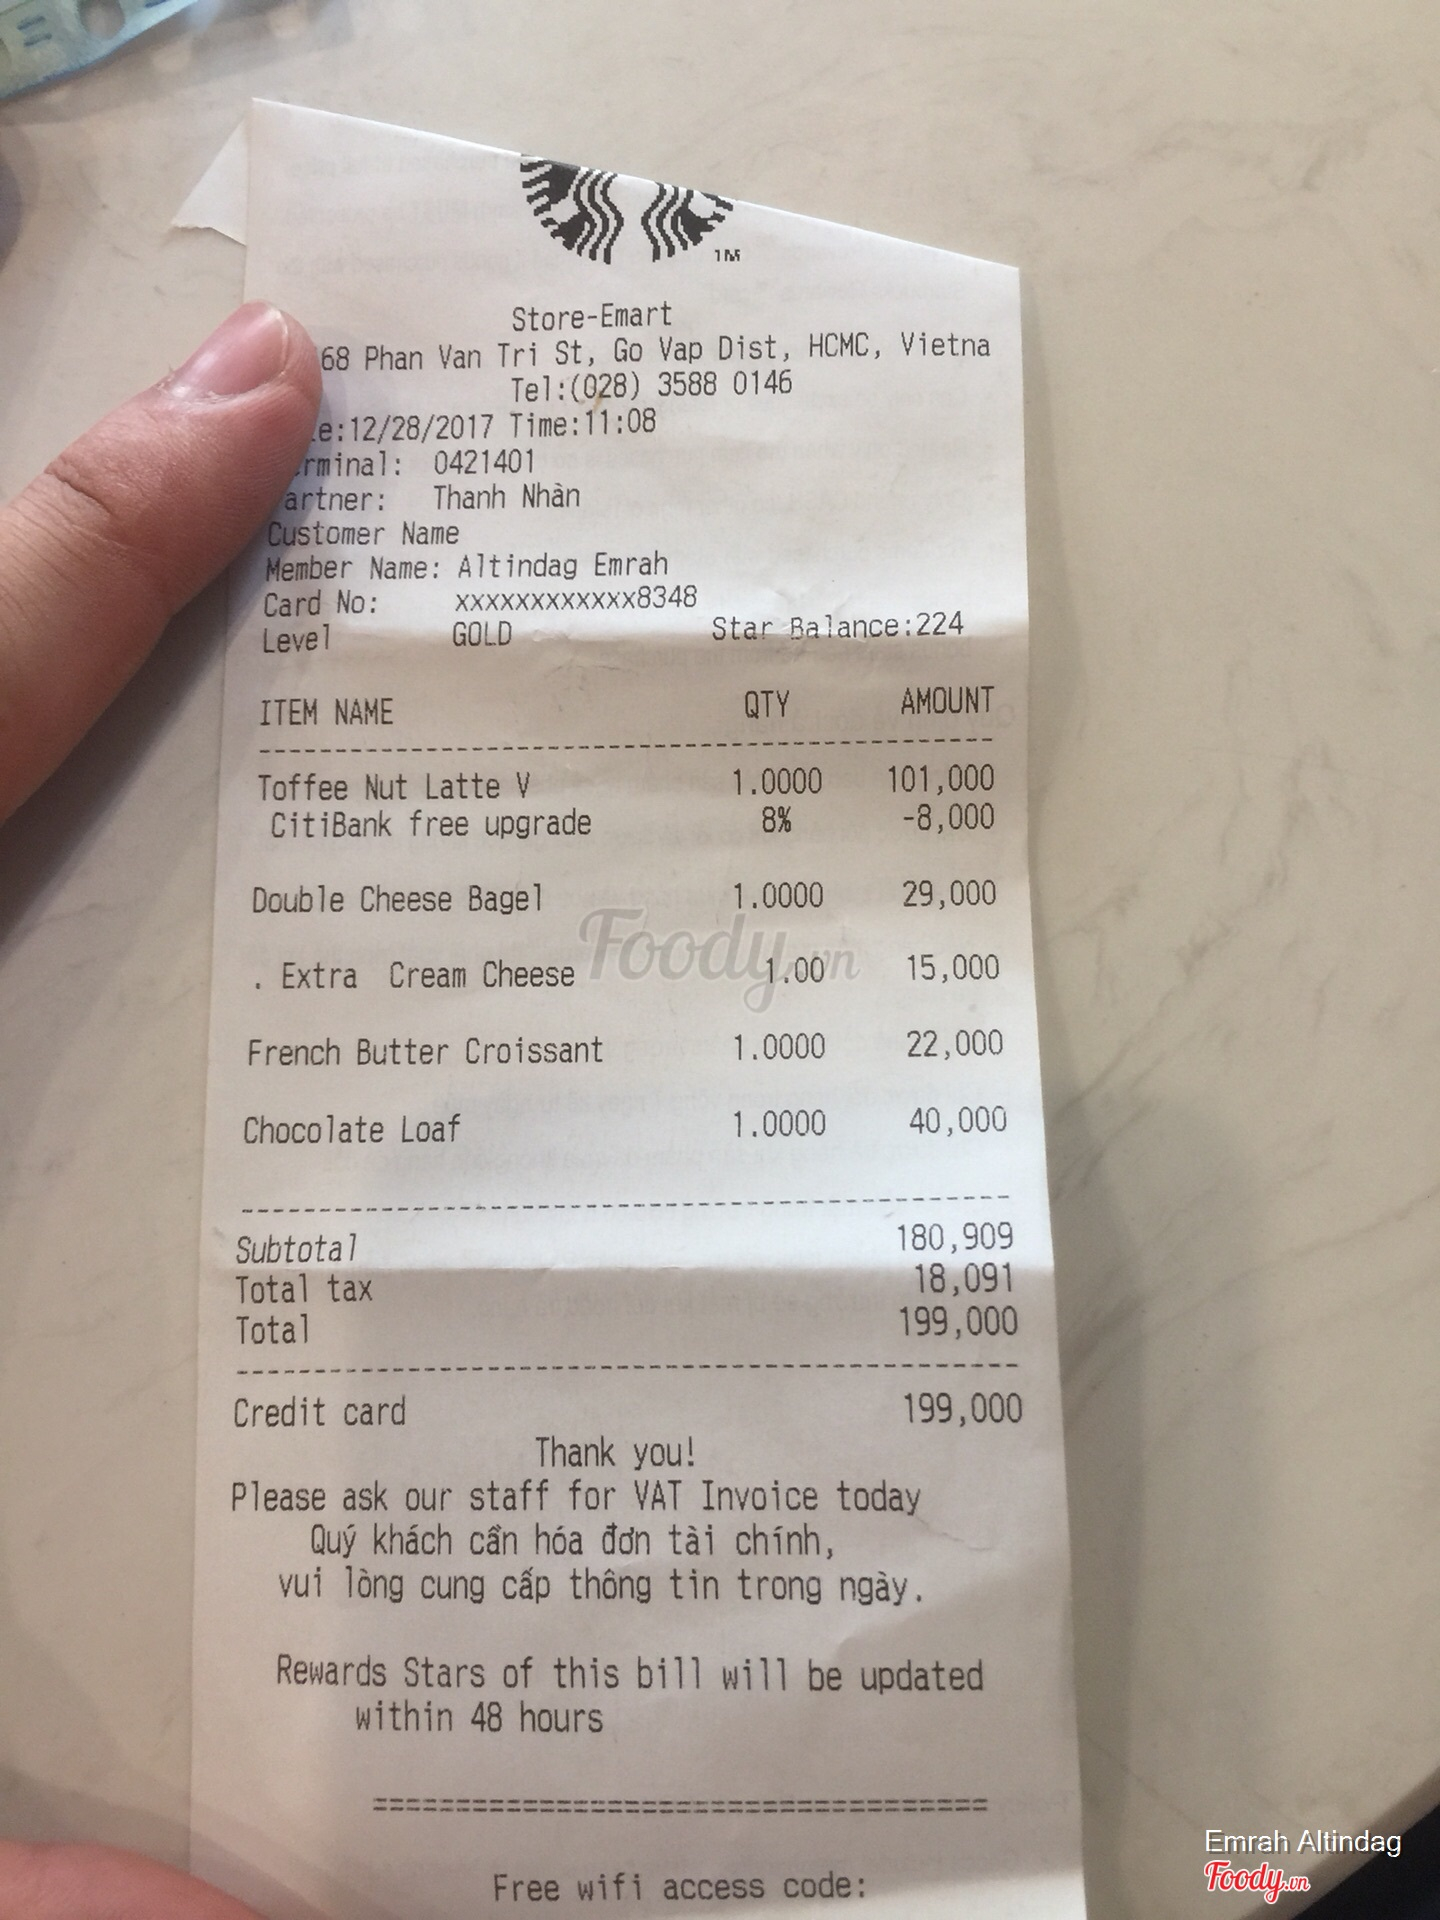 TM
Store-Emart
68 Phan Van Tri St, Go Vap Dist, HCMC, Vietna
Tel:(028) 3588 0146
e:12/28/2017 Time:11:08
rminal: 0421401
artner: Thanh Nhàn
Customer Name
Member Name: Altindag Emrah
Card No: xxxxxxxxxxxx8348
Level GOLD Star Balance:224
ITEM NAME QTY AMOUNT
Toffee Nut Latte V 1.0000 101,000
CitiBank free upgrade 8% -8,000
Double Cheese Bagel 1.0000 29,000
Foody.vn
. Extra Cream Cheese 1.00 15,000
French Butter Croissant 1.0000 22,000
Chocolate Loaf 1.0000 40,000
Subtotal 180,909
Total tax 18,091
Total 199,000
Credit card 199,000
Thank you!
Please ask our staff for VAT Invoice today
Quý khách cần hóa đơn tài chính,
vui lòng cung cấp thông tin trong ngày.
Rewards Stars of this bill will be updated
within 48 hours
===================================
Free wifi access code:
Emrah Altindag
Foody.vn